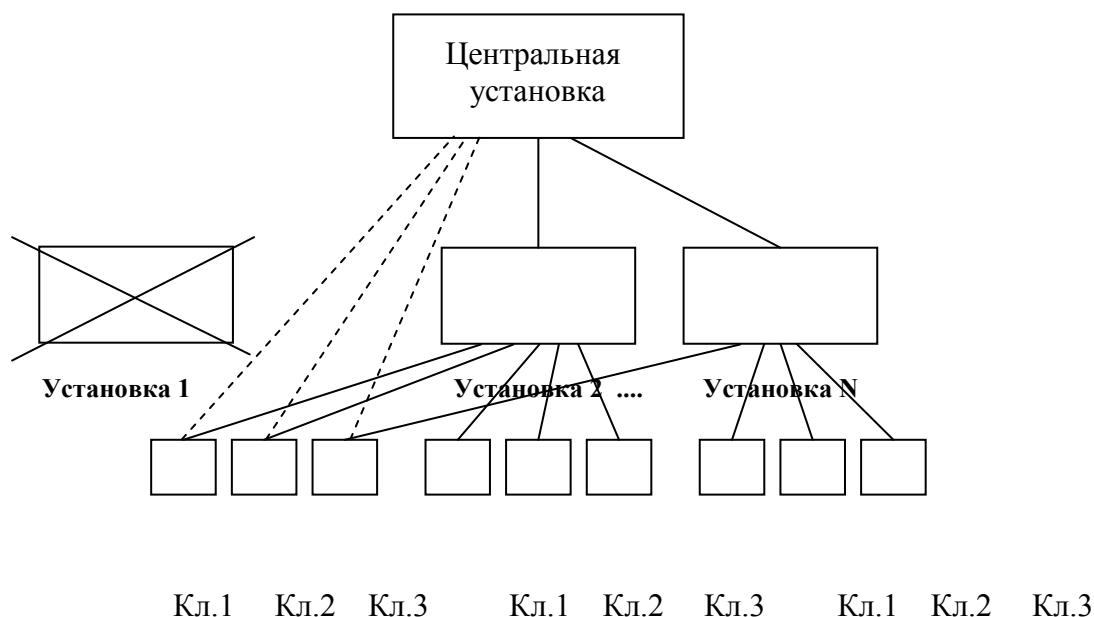 Центральная
установка
Установка 1 Установка 2 .... Установка N
Кл.1 Кл.2 Кл.3 Кл.1 Кл.2 Кл.3 Кл.1 Кл.2 Кл.3